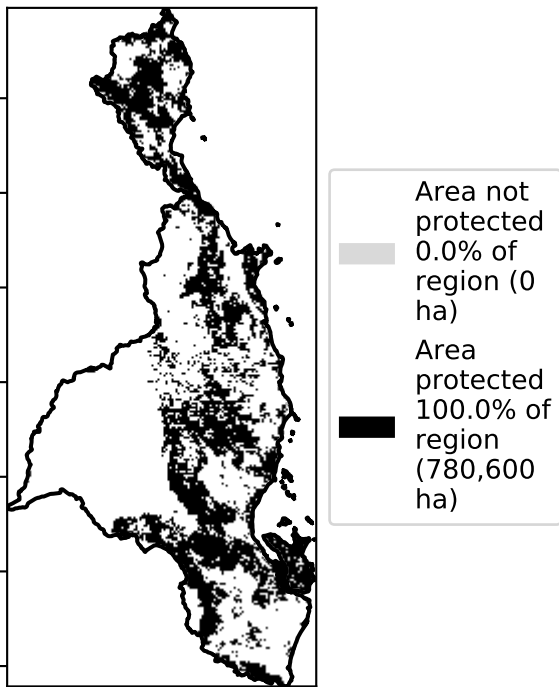 Area not
protected
0.0% of
region (0
ha)
Area
protected
100.0% of
region
(780,600
ha)